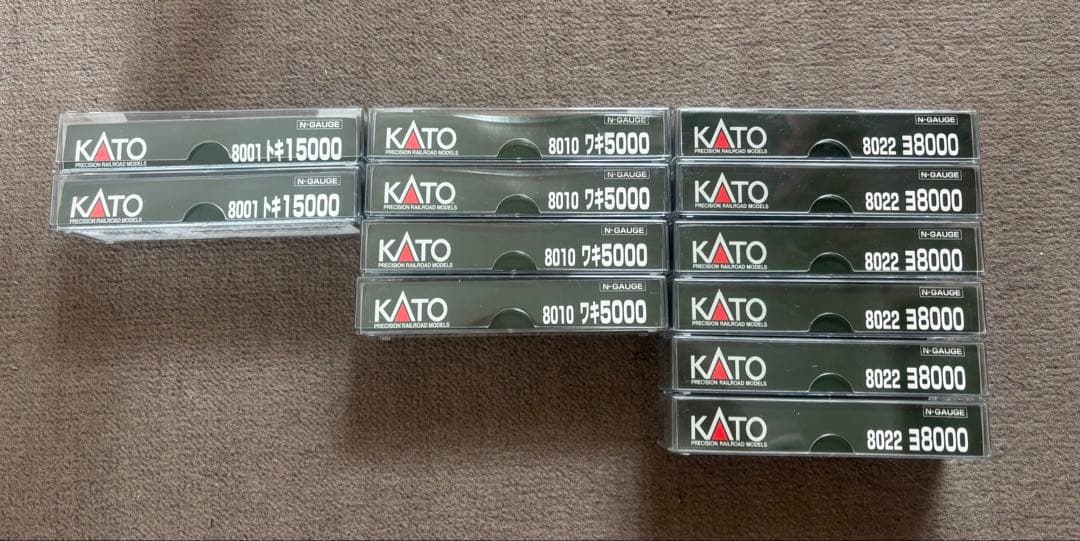 KATO
PRECISION RAILROAD MODELS
N-GAUGE
8001 トキ15000
KATO
PRECISION RAILROAD MODELS
N-GAUGE
8001 トキ15000
KATO
PRECISION RAILROAD MODELS
N-GAUGE
8010 ワキ5000
KATO
PRECISION RAILROAD MODELS
N-GAUGE
8010 ワキ5000
KATO
PRECISION RAILROAD MODELS
N-GAUGE
8010 ワキ5000
KATO
PRECISION RAILROAD MODELS
N-GAUGE
8010 ワキ5000
KATO
PRECISION RAILROAD MODELS
N-GAUGE
8022 ヨ8000
KATO
PRECISION RAILROAD MODELS
N-GAUGE
8022 ヨ8000
KATO
PRECISION RAILROAD MODELS
N-GAUGE
8022 ヨ8000
KATO
PRECISION RAILROAD MODELS
N-GAUGE
8022 ヨ8000
KATO
PRECISION RAILROAD MODELS
N-GAUGE
8022 ヨ8000
KATO
PRECISION RAILROAD MODELS
N-GAUGE
8022 ヨ8000